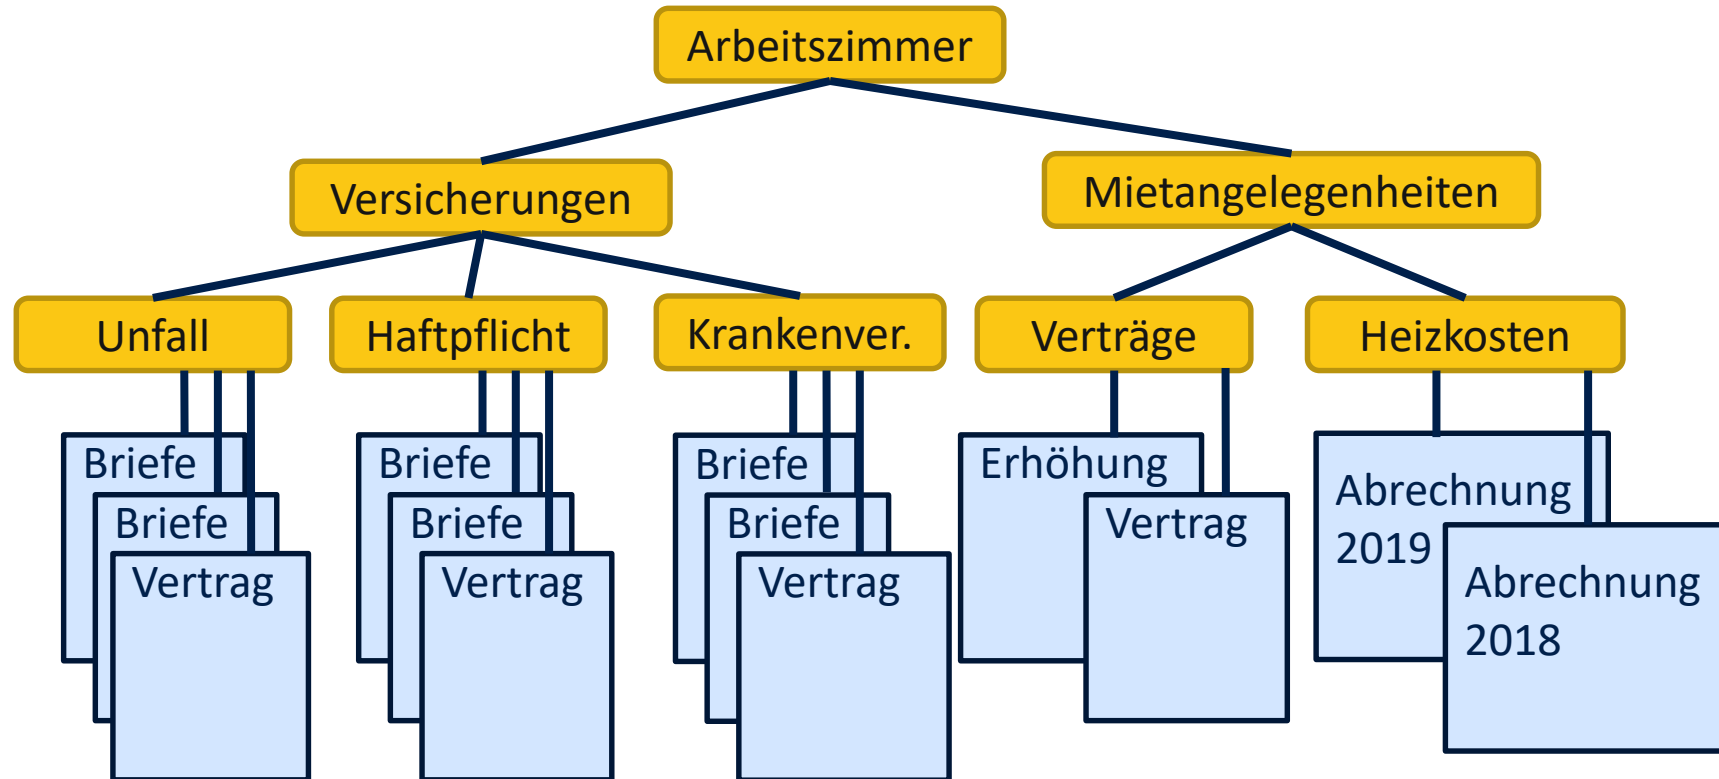 Arbeitszimmer
Versicherungen
Mietangelegenheiten
Unfall
Haftpflicht
Krankenver.
Verträge
Heizkosten
Briefe
Briefe
Vertrag
Briefe
Briefe
Vertrag
Briefe
Briefe
Vertrag
Erhöhung
Vertrag
Abrechnung
2019
Abrechnung
2018